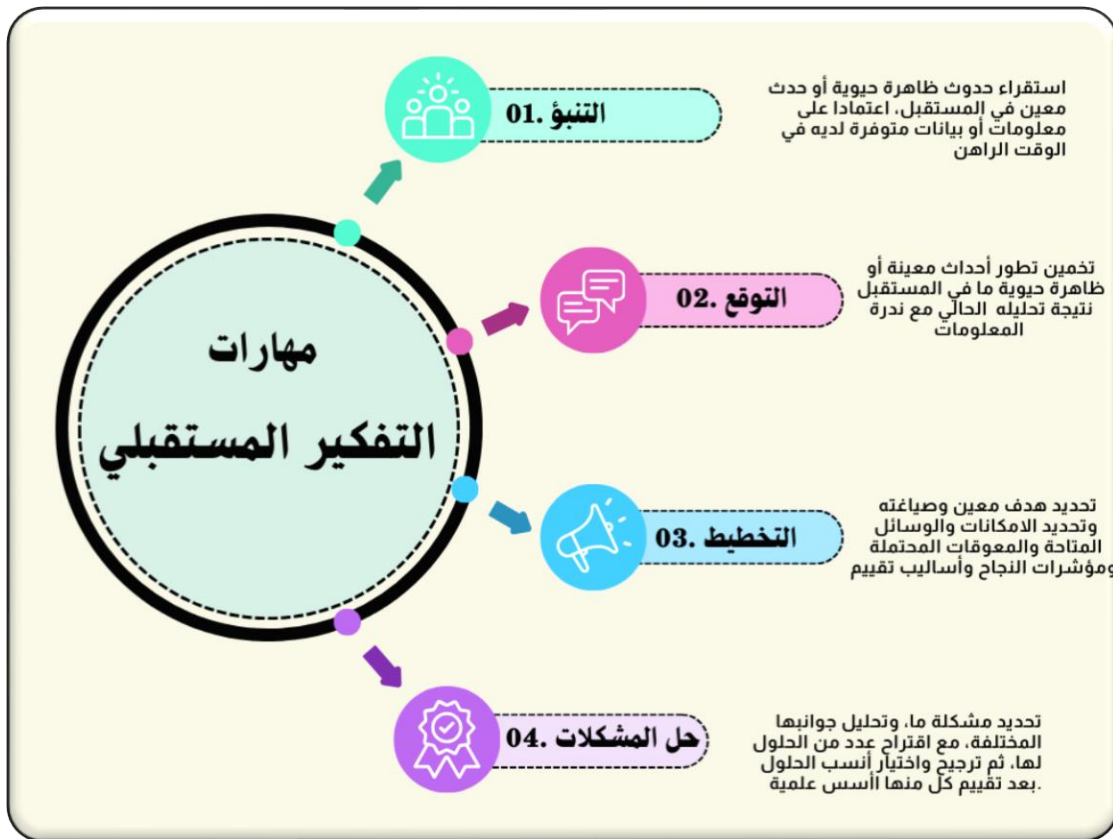 مهارات
التفكير المستقبلي
01. التنبؤ
استقراء حدوث ظاهرة حيوية أو حدث
معين في المستقبل، اعتمادا على
معلومات أو بيانات متوفرة لديه في
الوقت الراهن
02. التوقع
تخمين تطور أحداث معينة أو
ظاهرة حيوية ما في المستقبل
نتيجة تحليله الحالي مع ندرة
المعلومات
03. التخطيط
تحديد هدف معين وصياغته
وتحديد الامكانات والوسائل
المتاحة والمعوقات المحتملة
ومؤشرات النجاح وأساليب تقييم
04. حل المشكلات
تحديد مشكلة ما، وتحليل جوانبها
المختلفة، مع اقتراح عدد من الحلول
لها، ثم ترجيح واختيار أنسب الحلول
.بعد تقييم كل منها اأسس علمية